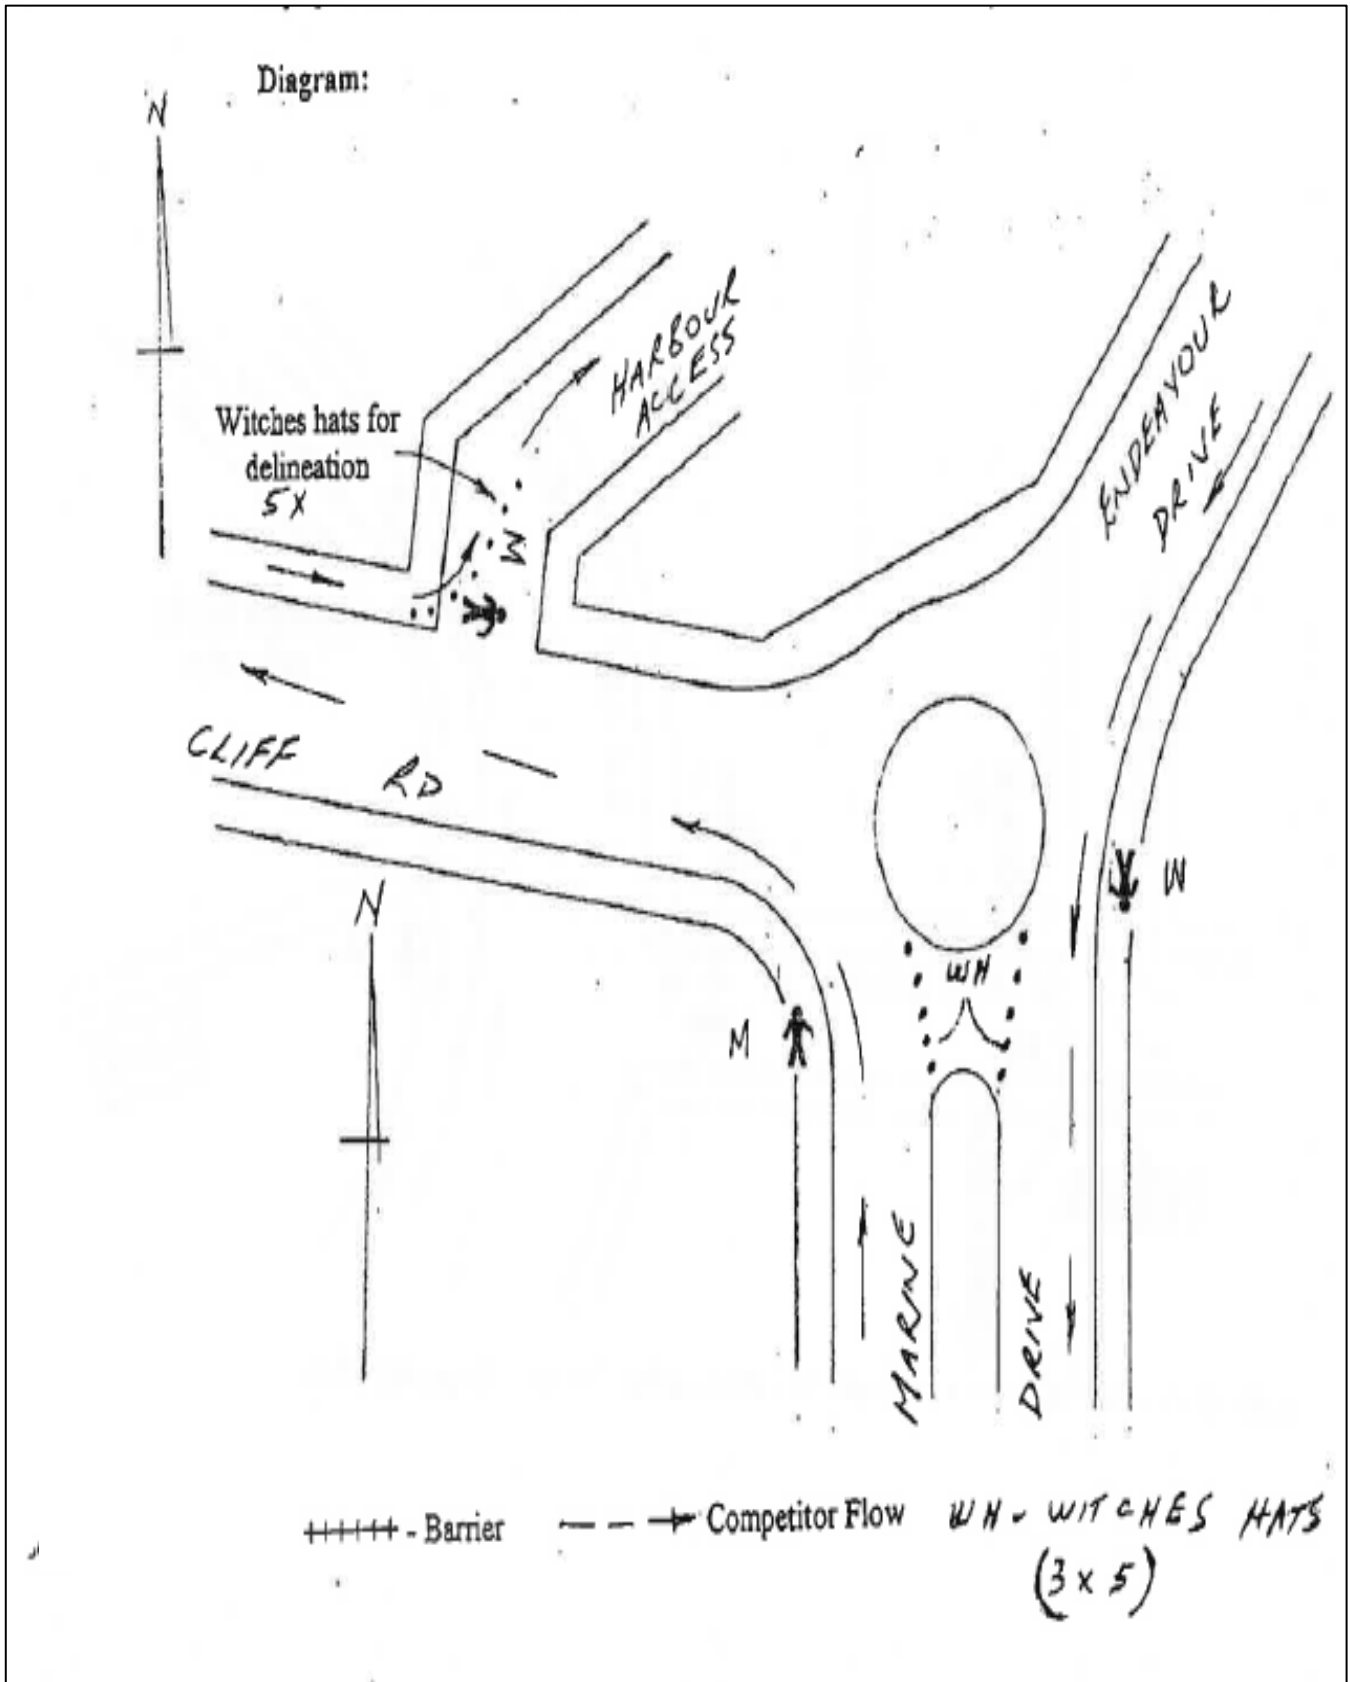 Diagram:
N
HARBOUR
ACCESS
ENDEAVOUR
DRIVE
Witches hats for
delineation
5X
W
CLIFF RD
W
N
WH
M
MARINE
DRIVE
- Barrier
Competitor Flow
WH - WITCHES HATS
(3 x 5)